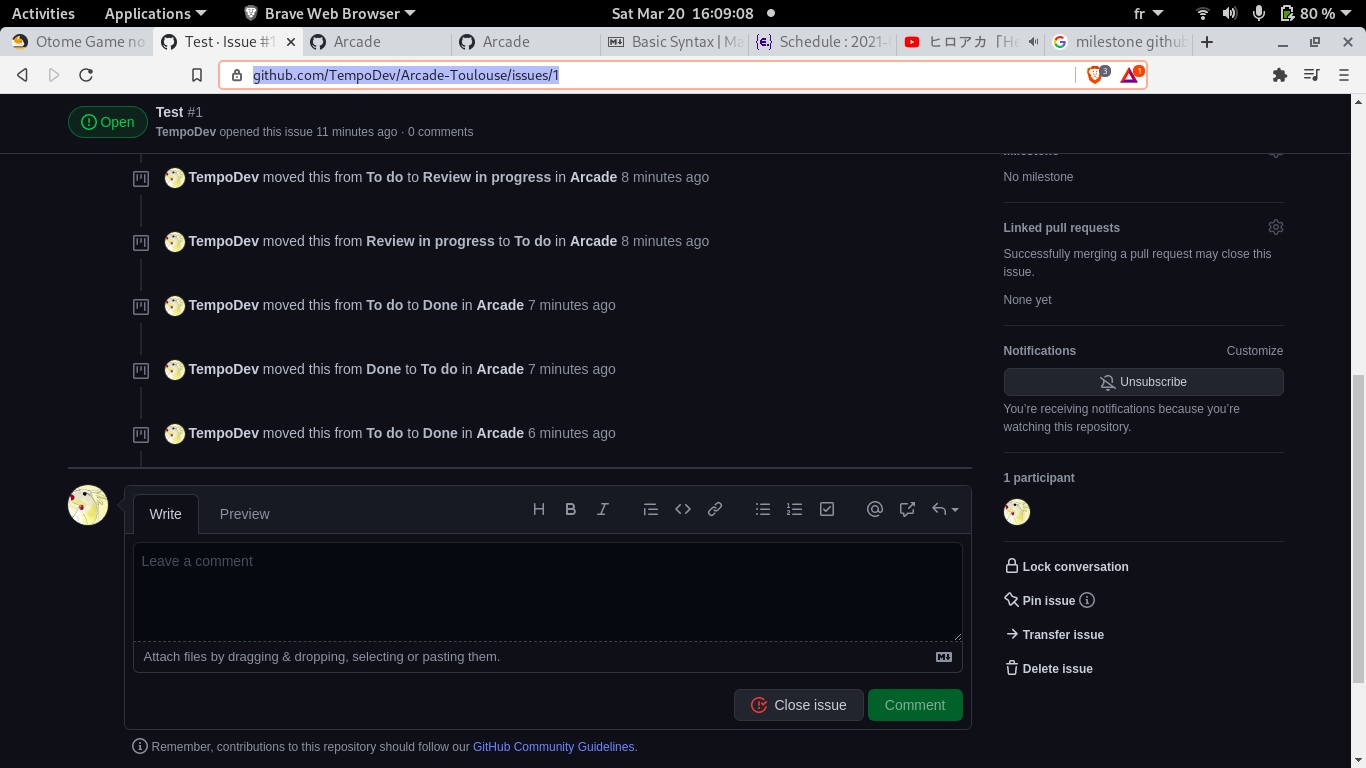 Activities Applications Brave Web Browser Sat Mar 20 16:09:08 fr 80 %
Otome Game no Test · Issue #1 Arcade Arcade Basic Syntax | Ma Schedule : 2021- ヒロアカ「He milestone github
github.com/TempoDev/Arcade-Toulouse/issues/1 3 1
Open Test #1
TempoDev opened this issue 11 minutes ago · 0 comments
TempoDev moved this from To do to Review in progress in Arcade 8 minutes ago
TempoDev moved this from Review in progress to To do in Arcade 8 minutes ago
TempoDev moved this from To do to Done in Arcade 7 minutes ago
TempoDev moved this from Done to To do in Arcade 7 minutes ago
TempoDev moved this from To do to Done in Arcade 6 minutes ago
Write Preview
H B I
Leave a comment
Attach files by dragging & dropping, selecting or pasting them.
Close issue Comment
Remember, contributions to this repository should follow our GitHub Community Guidelines.
No milestone
Linked pull requests
Successfully merging a pull request may close this
issue.
None yet
Notifications Customize
Unsubscribe
You're receiving notifications because you're
watching this repository.
1 participant
Lock conversation
Pin issue
Transfer issue
Delete issue